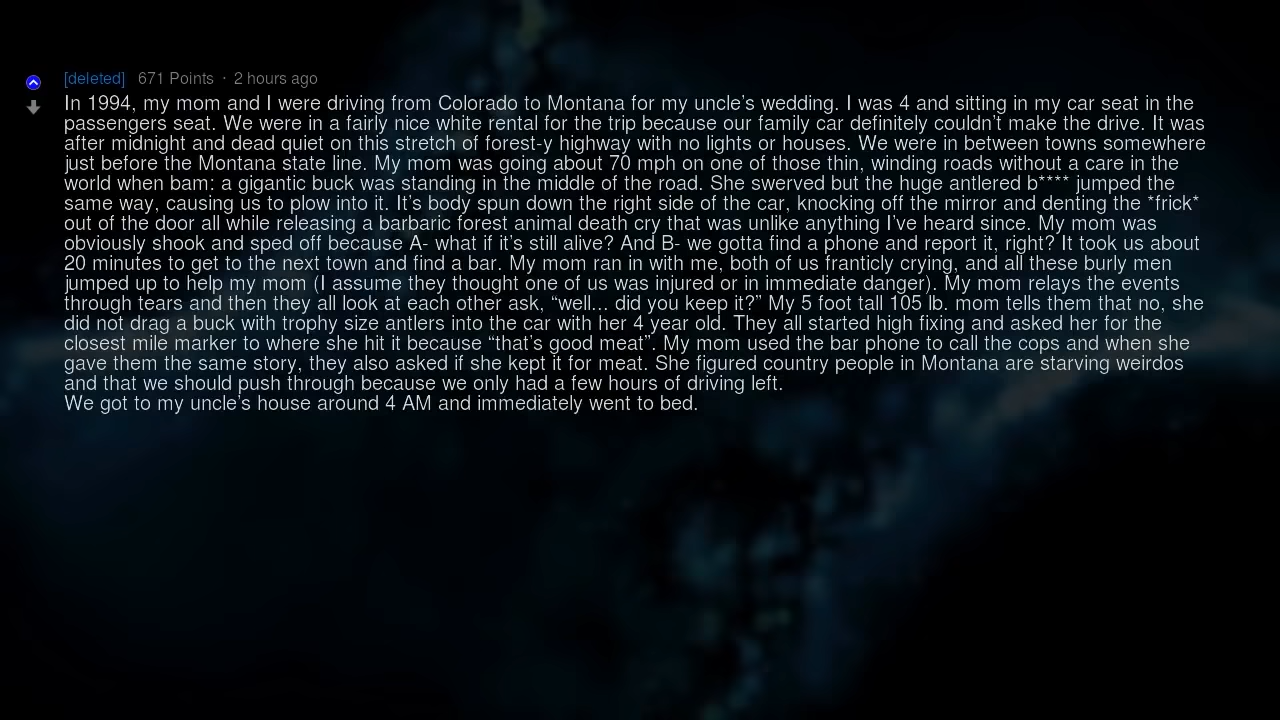 [deleted] 671 Points · 2 hours ago
In 1994, my mom and I were driving from Colorado to Montana for my uncle's wedding. I was 4 and sitting in my car seat in the
passengers seat. We were in a fairly nice white rental for the trip because our family car definitely couldn't make the drive. It was
after midnight and dead quiet on this stretch of forest-y highway with no lights or houses. We were in between towns somewhere
just before the Montana state line. My mom was going about 70 mph on one of those thin, winding roads without a care in the
world when bam: a gigantic buck was standing in the middle of the road. She swerved but the huge antlered b**** jumped the
same way, causing us to plow into it. It's body spun down the right side of the car, knocking off the mirror and denting the *frick*
out of the door all while releasing a barbaric forest animal death cry that was unlike anything I've heard since. My mom was
obviously shook and sped off because A- what if it's still alive? And B- we gotta find a phone and report it, right? It took us about
20 minutes to get to the next town and find a bar. My mom ran in with me, both of us franticly crying, and all these burly men
jumped up to help my mom (I assume they thought one of us was injured or in immediate danger). My mom relays the events
through tears and then they all look at each other ask, “well... did you keep it?” My 5 foot tall 105 lb. mom tells them that no, she
did not drag a buck with trophy size antlers into the car with her 4 year old. They all started high fixing and asked her for the
closest mile marker to where she hit it because “that's good meat”. My mom used the bar phone to call the cops and when she
gave them the same story, they also asked if she kept it for meat. She figured country people in Montana are starving weirdos
and that we should push through because we only had a few hours of driving left.
We got to my uncle's house around 4 AM and immediately went to bed.